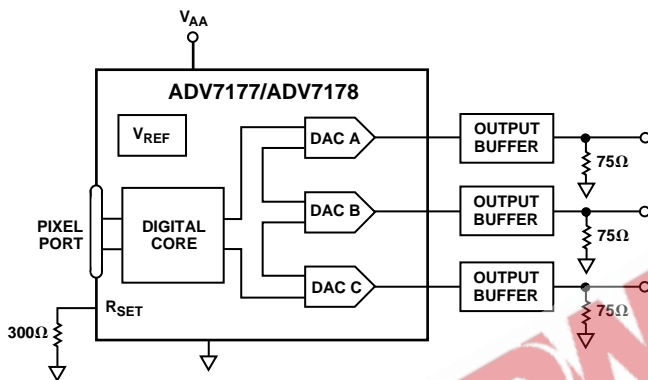 VAA
ADV7177/ADV7178
VREF
DAC A
OUTPUT
BUFFER
75Ω
PIXEL
PORT
DIGITAL
CORE
DAC B
OUTPUT
BUFFER
75Ω
DAC C
OUTPUT
BUFFER
75Ω
RSET
300Ω